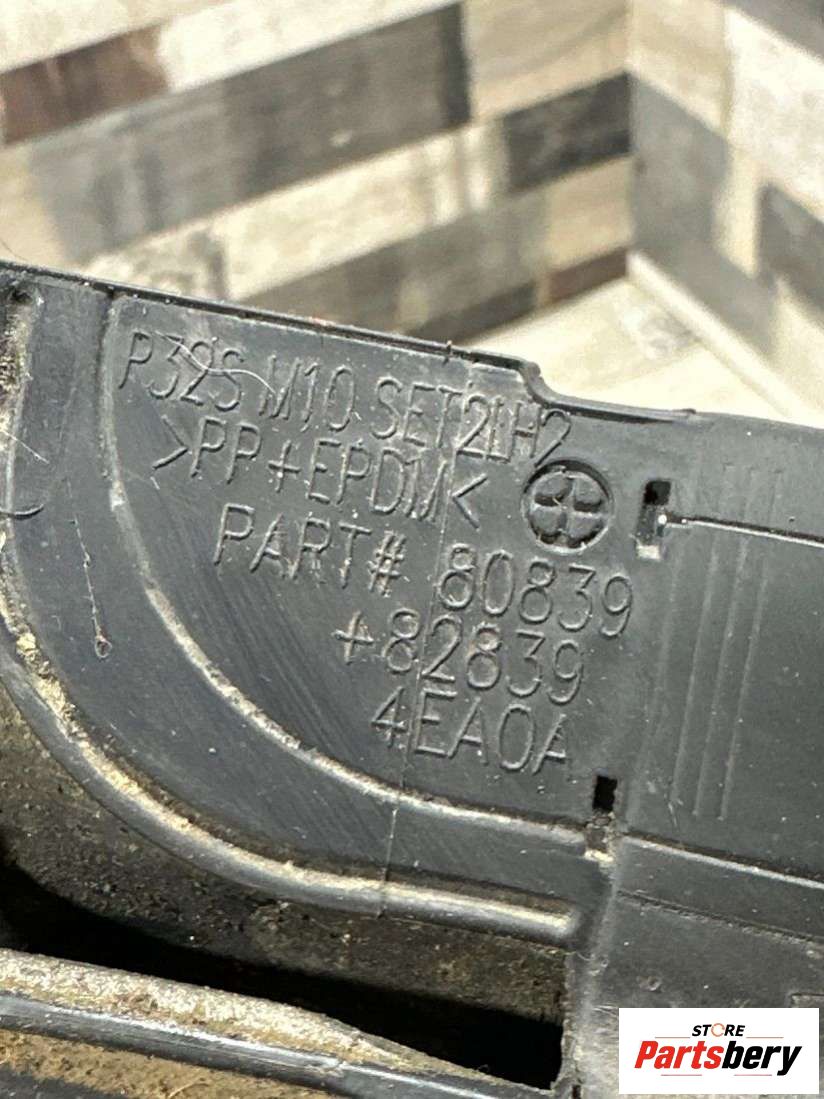 P32S M10 SET2LH2
>PP+EPDM<
PART# 80839
+82839
4EA0A
STORE
Partsbery